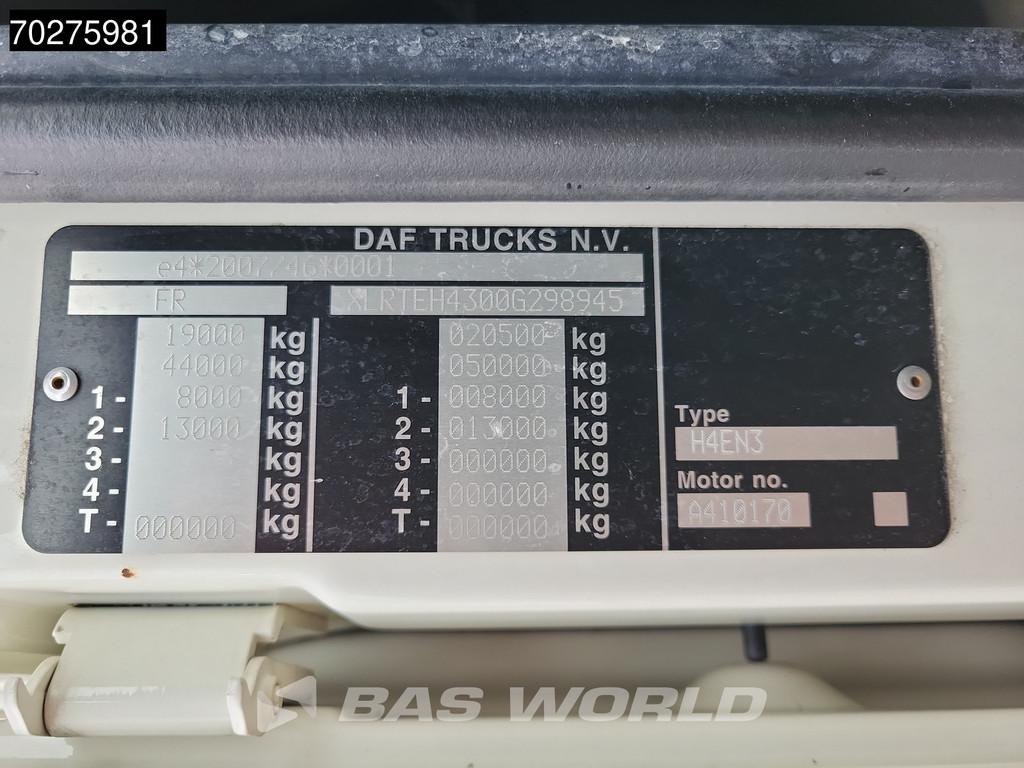 70275981
DAF TRUCKS N.V.
e4*2007/46*0001
FR XLRTEH4300G298945
19000 kg 020500 kg
44000 kg 050000 kg
1 - 8000 kg 1 - 008000 kg
2 - 13000 kg 2 - 013000 kg
3 - kg 3 - 000000 kg
4 - kg 4 - 000000 kg
T - 000000 kg T - 000000 kg
Type
H4EN3
Motor no.
A410170
BAS WORLD